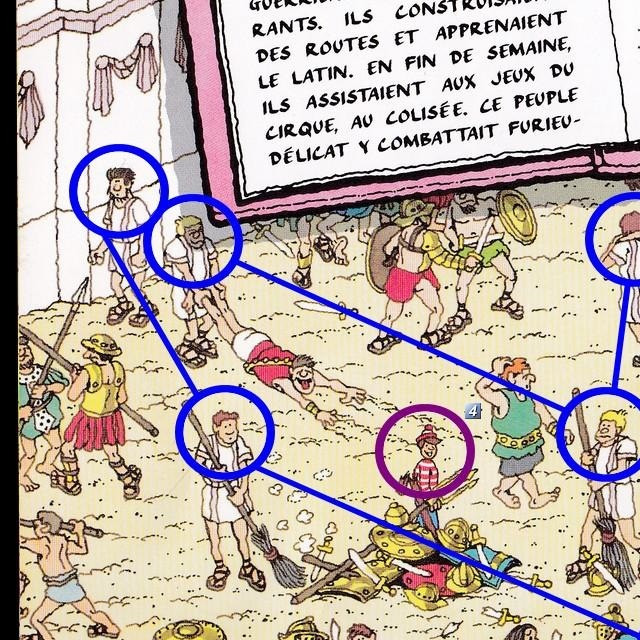 RANTS. ILS CONSTRUISAIENT
DES ROUTES ET APPRENAIENT
LE LATIN. EN FIN DE SEMAINE,
ILS ASSISTAIENT AUX JEUX DU
CIRQUE, AU COLISÉE. CE PEUPLE
DÉLICAT Y COMBATTAIT FURIEU-
4